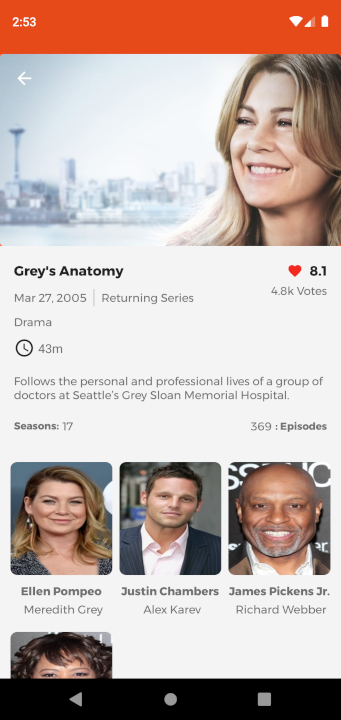 2:53
Grey's Anatomy
8.1
Mar 27, 2005
Returning Series
4.8k Votes
Drama
43m
Follows the personal and professional lives of a group of
doctors at Seattle's Grey Sloan Memorial Hospital.
Seasons: 17
369 : Episodes
Ellen Pompeo
Justin Chambers
James Pickens Jr.
Meredith Grey
Alex Karev
Richard Webber